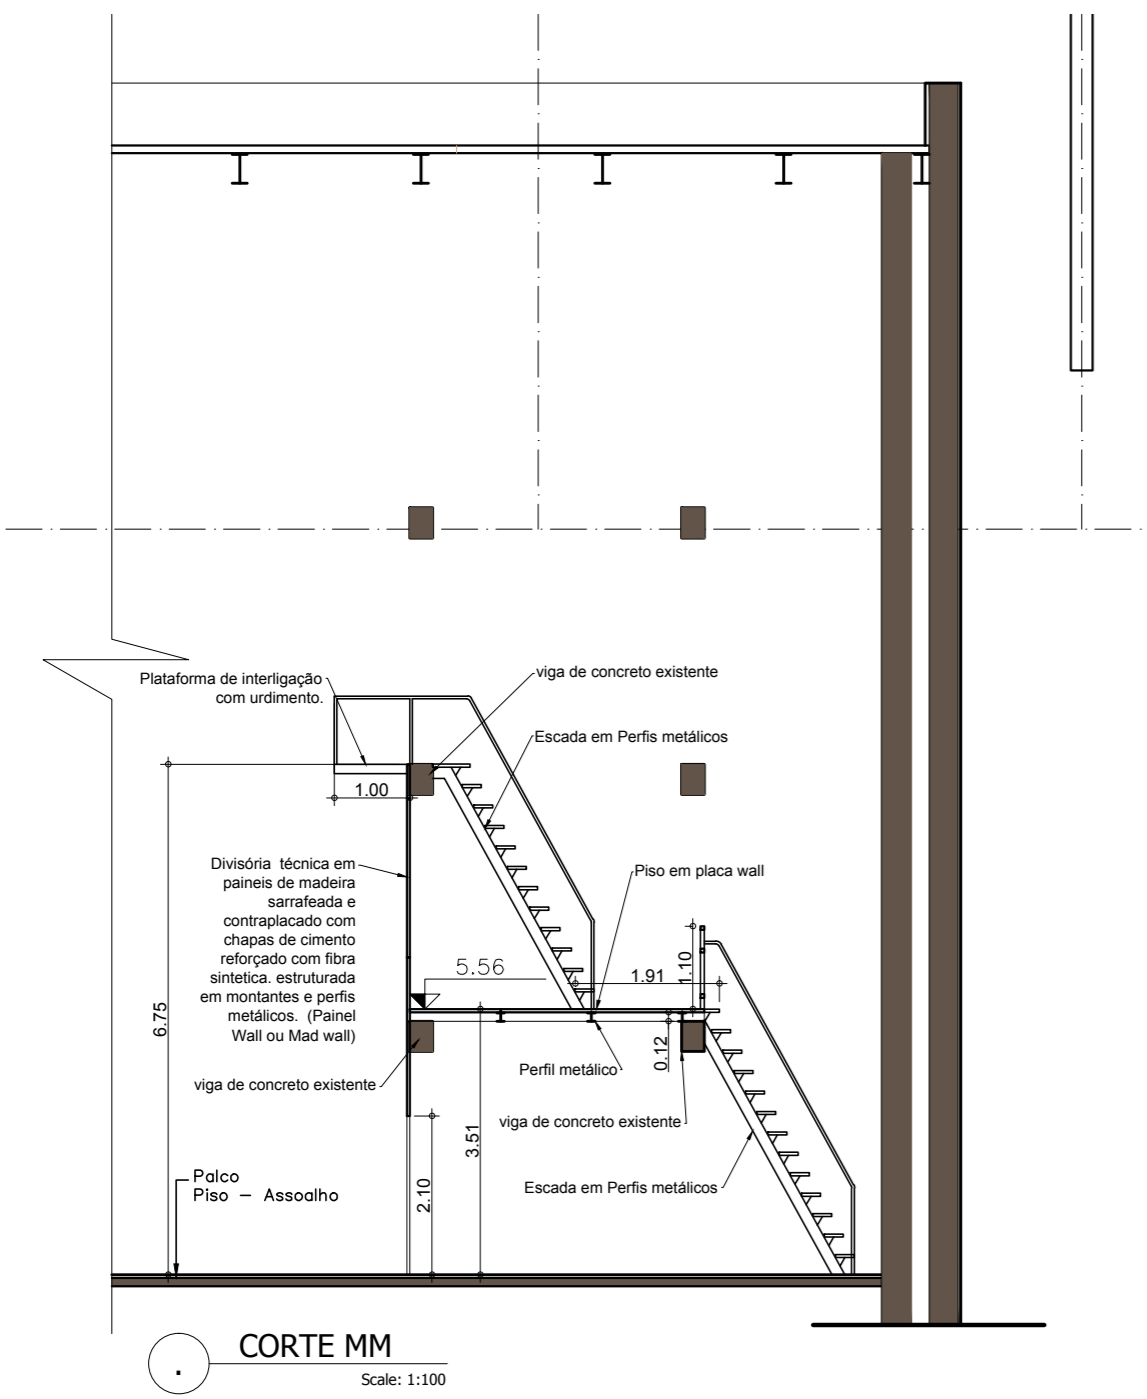 Plataforma de interligação
com urdimento.
viga de concreto existente
Escada em Perfis metálicos
1.00
Divisória técnica em
paineis de madeira
sarrafeada e
contraplacado com
chapas de cimento
reforçado com fibra
sintetica. estruturada
em montantes e perfis
metálicos. (Painel
Wall ou Mad wall)
Piso em placa wall
5.56
1.91
1.10
6.75
0.12
Perfil metálico
viga de concreto existente
viga de concreto existente
3.51
2.10
Escada em Perfis metálicos
Palco
Piso – Assoalho
CORTE MM
.
Scale: 1:100